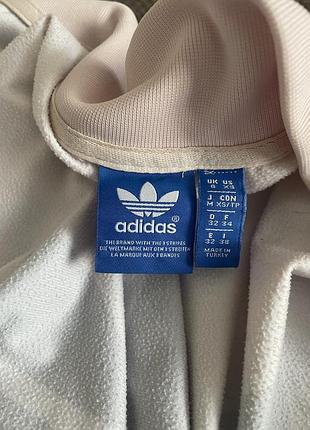 adidas®
THE BRAND WITH THE 3 STRIPES
DIE WELTMARKE MIT DEN 3 STREIFEN
LA MARQUE AUX 3 BANDES
UK US
6 XS
J CDN
M XS/TP
D F
32 34
E I
32 38
MADE IN
TURKEY